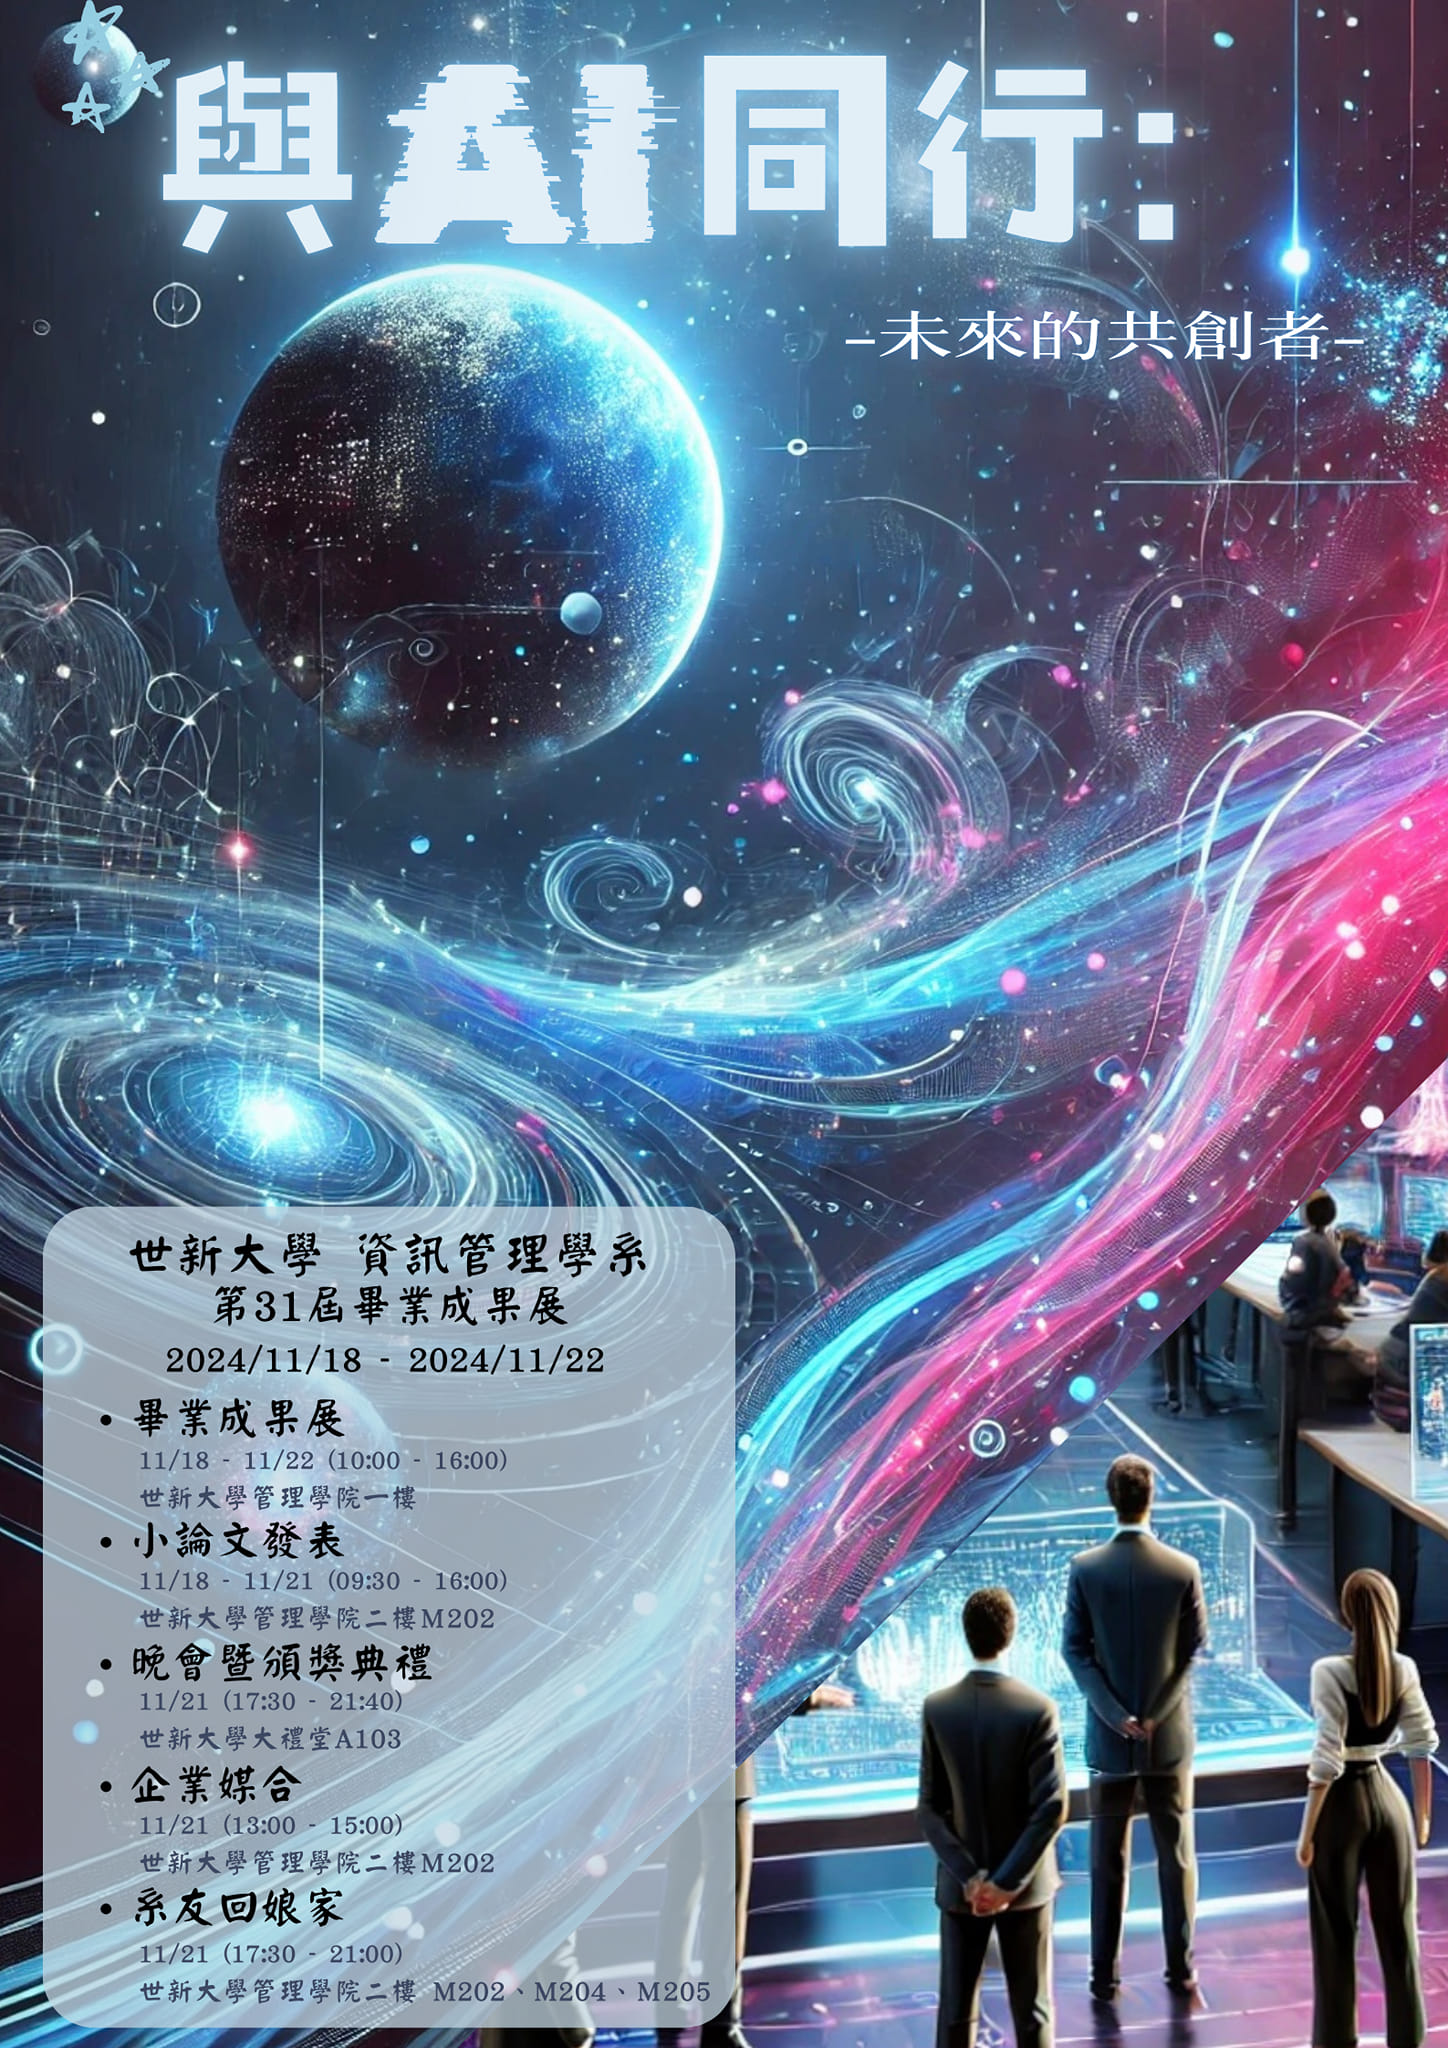 與AI同行:
-未來的共創者-
世新大學 資訊管理學系
第31屆畢業成果展
2024/11/18 - 2024/11/22
• 畢業成果展
11/18 - 11/22 (10:00 - 16:00)
世新大學管理學院一樓
• 小論文發表
11/18 - 11/21 (09:30 - 16:00)
世新大學管理學院二樓M202
• 晚會暨頒獎典禮
11/21 (17:30 - 21:40)
世新大學大禮堂A103
• 企業媒合
11/21 (13:00 - 15:00)
世新大學管理學院二樓M202
• 系友回娘家
11/21 (17:30 - 21:00)
世新大學管理學院二樓 M202、M204、M205